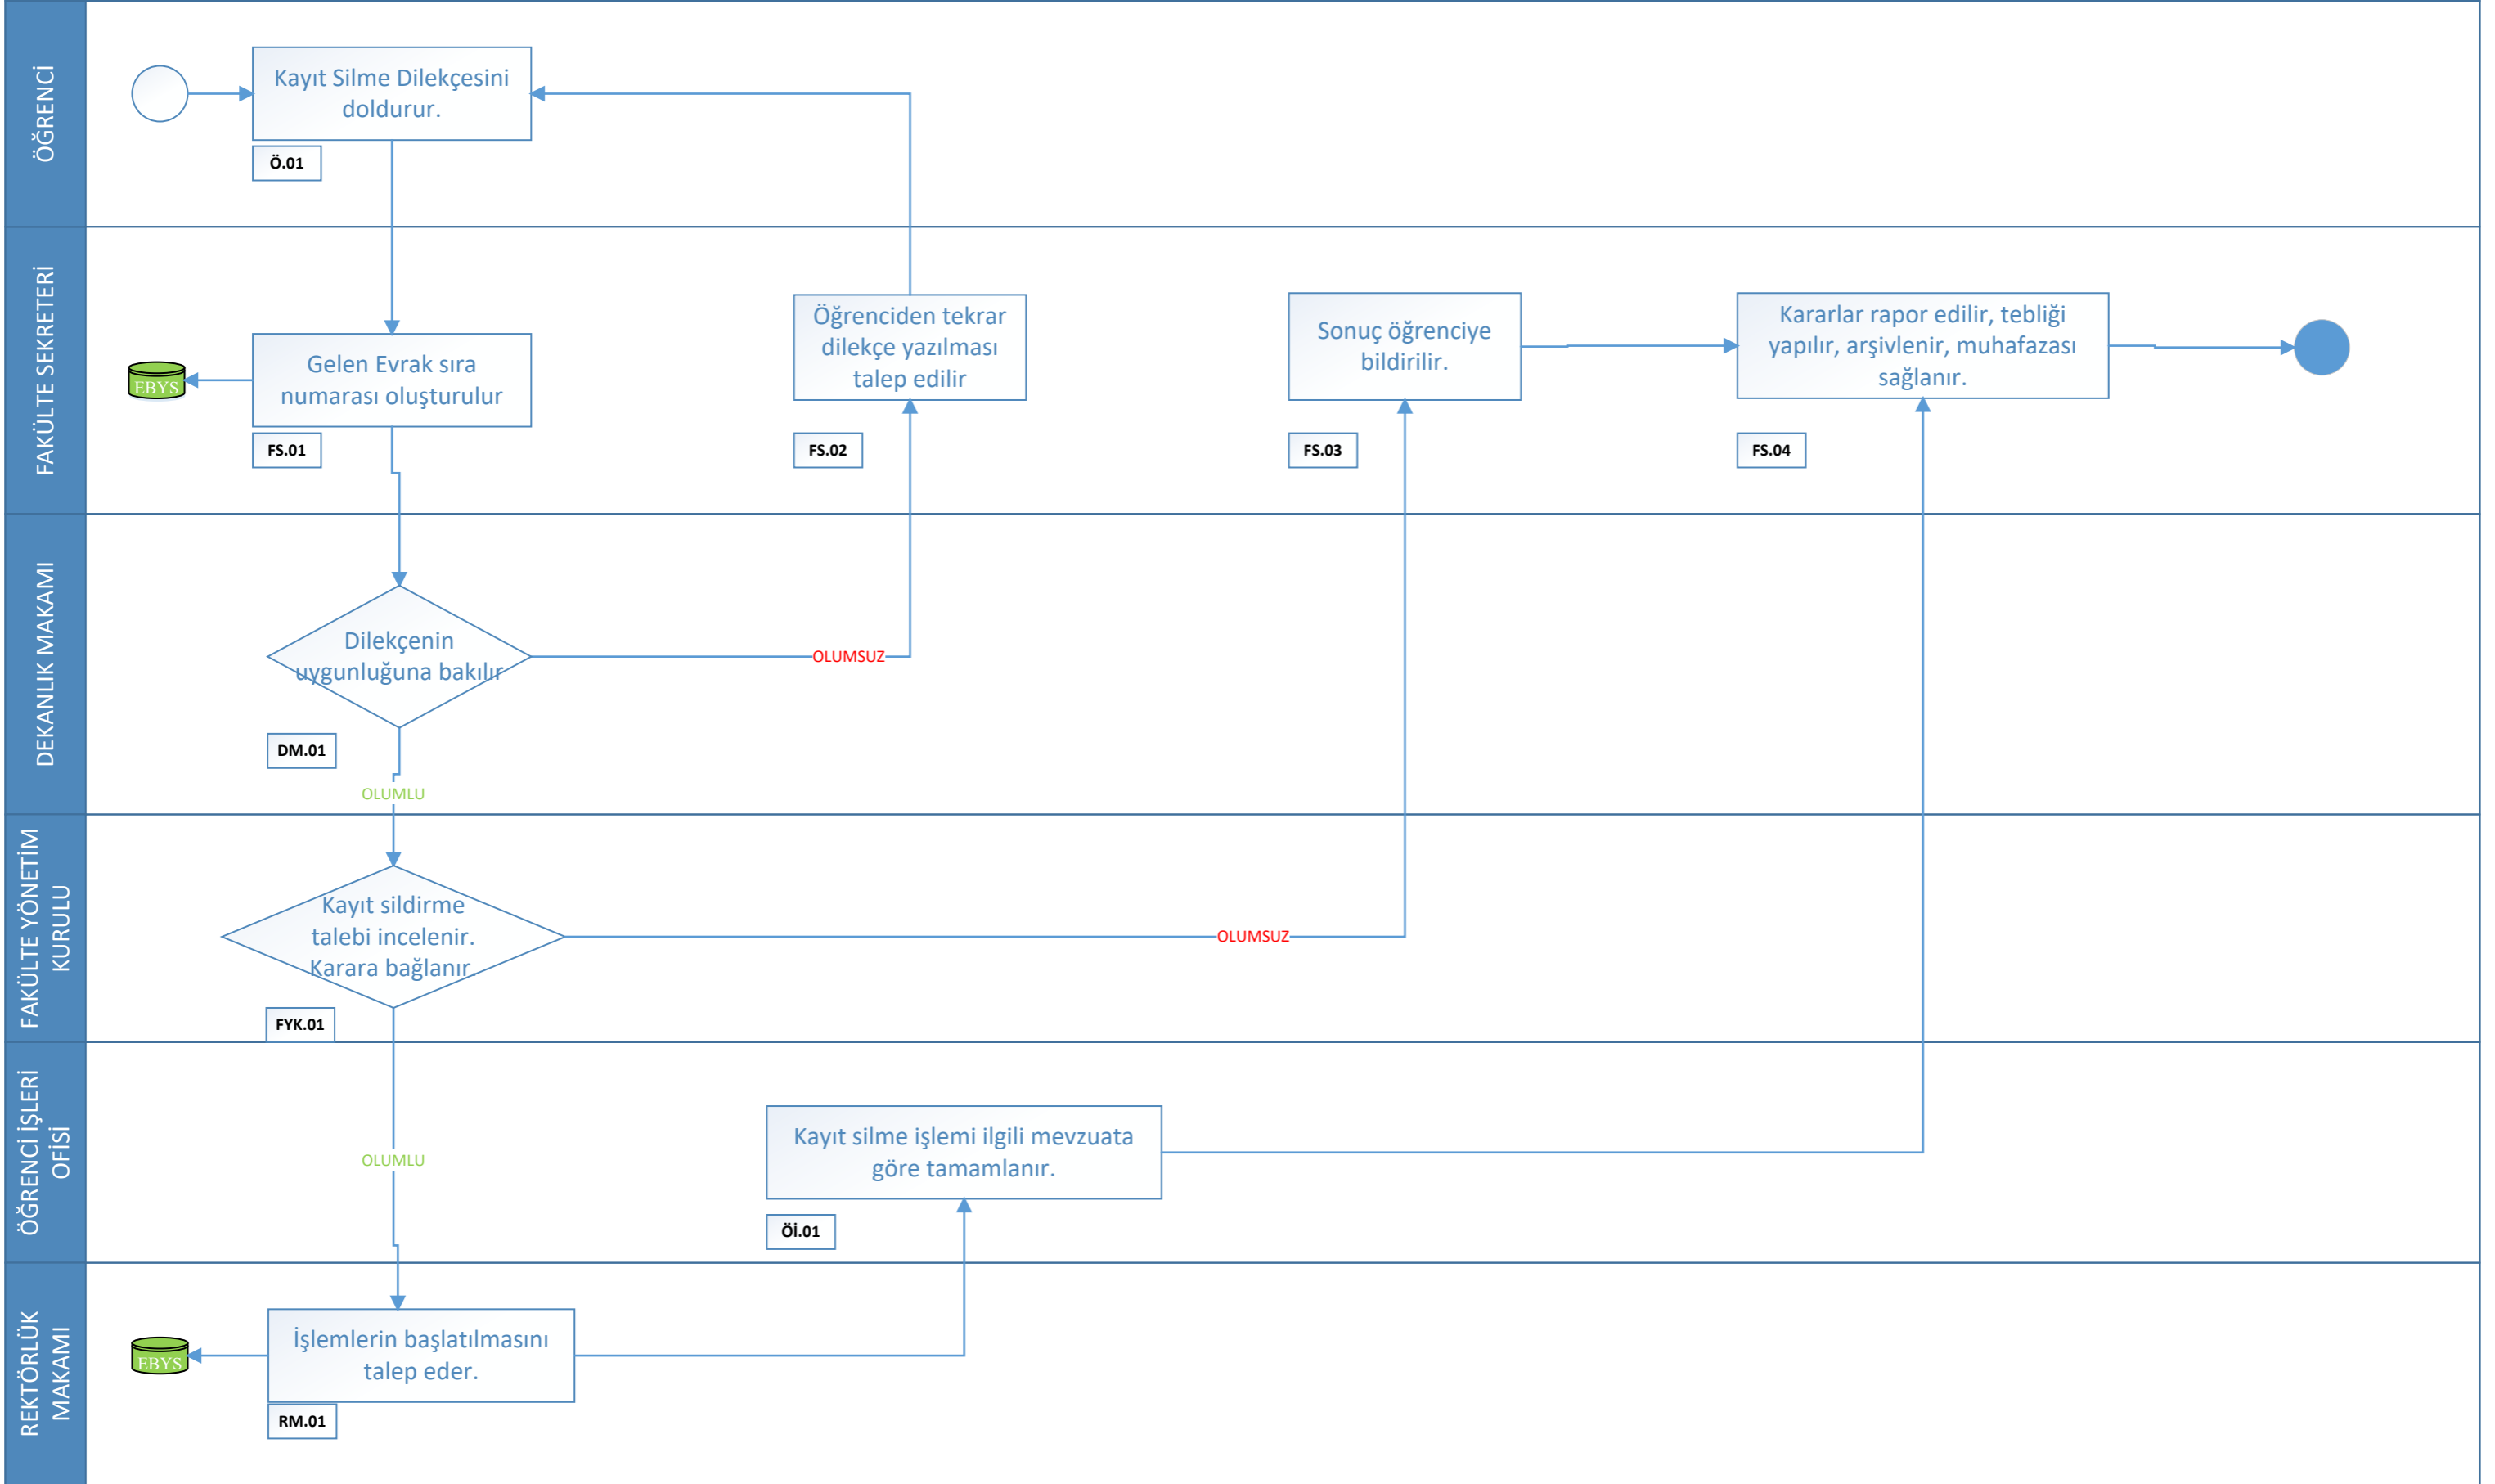 ÖĞRENCİ
Kayıt Silme Dilekçesini
doldurur.
Ö.01
FAKÜLTE SEKRETERİ
EBYS
Gelen Evrak sıra
numarası oluşturulur
FS.01
Öğrenciden tekrar
dilekçe yazılması
talep edilir
FS.02
Sonuç öğrenciye
bildirilir.
FS.03
Kararlar rapor edilir, tebliği
yapılır, arşivlenir, muhafazası
sağlanır.
FS.04
DEKANLIK MAKAMI
Dilekçenin
uygunluğuna bakılır
DM.01
OLUMSUZ
OLUMLU
FAKÜLTE YÖNETİM
KURULU
Kayıt sildirme
talebi incelenir.
Karara bağlanır.
FYK.01
OLUMSUZ
ÖĞRENCİ İŞLERİ
OFİSİ
OLUMLU
Kayıt silme işlemi ilgili mevzuata
göre tamamlanır.
Öİ.01
REKTÖRLÜK
MAKAMI
EBYS
İşlemlerin başlatılmasını
talep eder.
RM.01